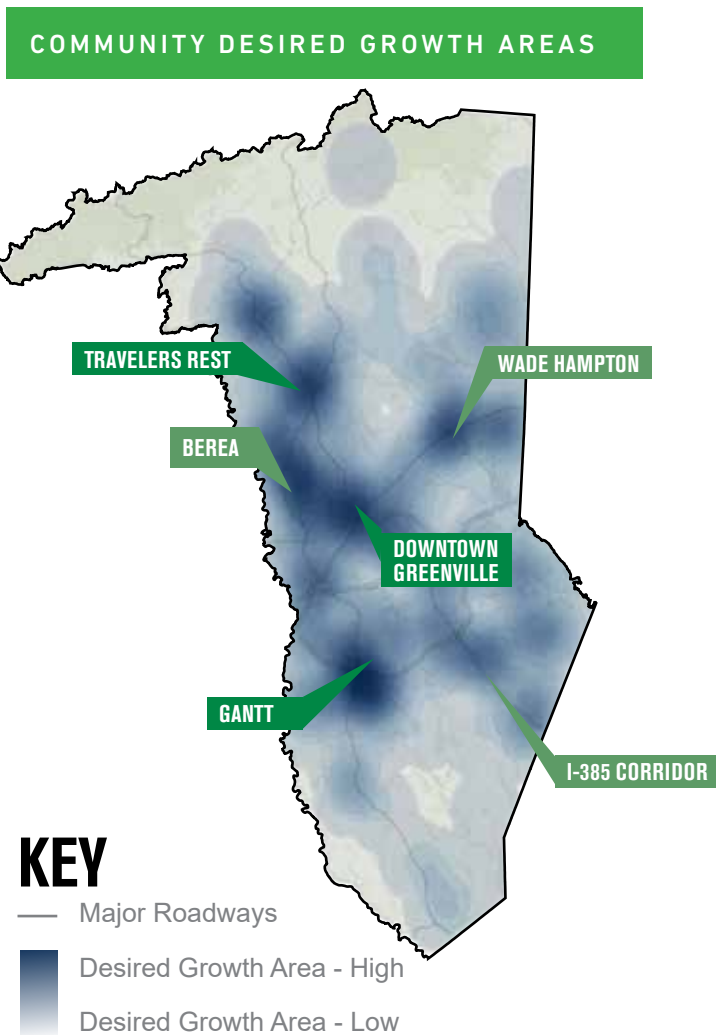 COMMUNITY DESIRED GROWTH AREAS
TRAVELERS REST
WADE HAMPTON
BEREA
DOWNTOWN
GREENVILLE
GANTT
I-385 CORRIDOR
KEY
Major Roadways
Desired Growth Area - High
Desired Growth Area - Low